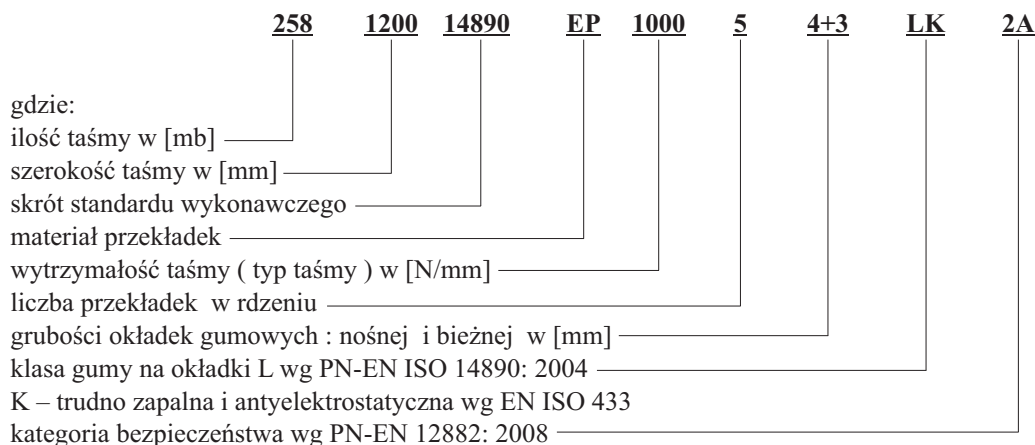 258 1200 14890 EP 1000 5 4+3 LK 2A
gdzie:
ilość taśmy w [mb]
szerokość taśmy w [mm]
skrót standardu wykonawczego
materiał przekładek
wytrzymałość taśmy ( typ taśmy ) w [N/mm]
liczba przekładek w rdzeniu
grubości okładek gumowych : nośnej i bieżnej w [mm]
klasa gumy na okładki L wg PN-EN ISO 14890: 2004
K – trudno zapalna i antyelektrostatyczna wg EN ISO 433
kategoria bezpieczeństwa wg PN-EN 12882: 2008